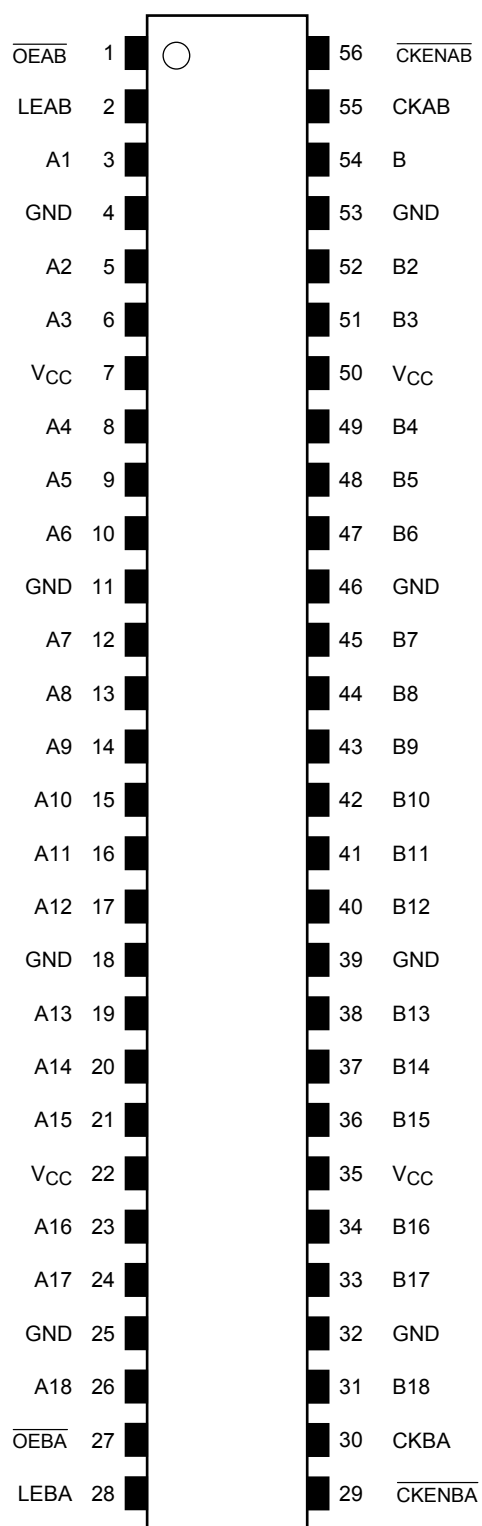 OEAB 1 56 CKENAB
LEAB 2 55 CKAB
A1 3 54 B
GND 4 53 GND
A2 5 52 B2
A3 6 51 B3
VCC 7 50 VCC
A4 8 49 B4
A5 9 48 B5
A6 10 47 B6
GND 11 46 GND
A7 12 45 B7
A8 13 44 B8
A9 14 43 B9
A10 15 42 B10
A11 16 41 B11
A12 17 40 B12
GND 18 39 GND
A13 19 38 B13
A14 20 37 B14
A15 21 36 B15
VCC 22 35 VCC
A16 23 34 B16
A17 24 33 B17
GND 25 32 GND
A18 26 31 B18
OEBA 27 30 CKBA
LEBA 28 29 CKENBA